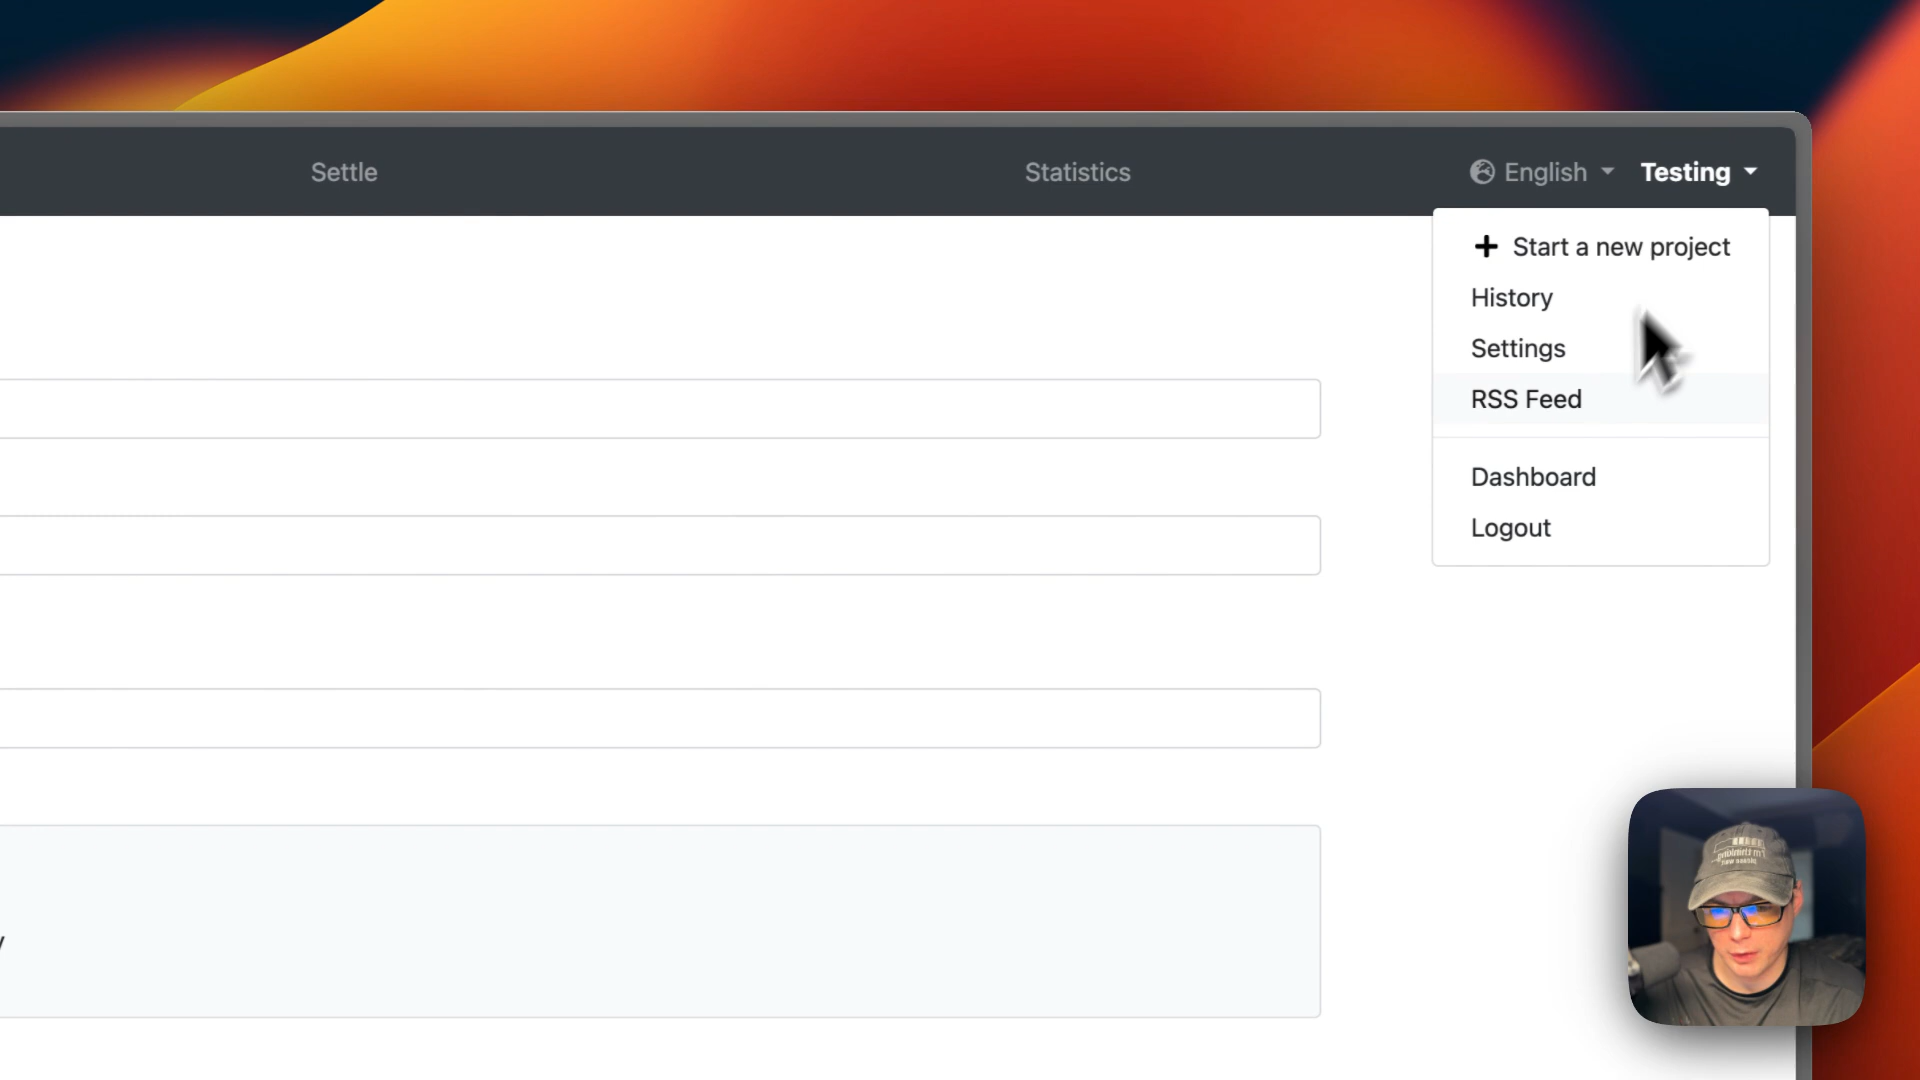 Settle
Statistics
English
Testing
Start a new project
History
Settings
RSS Feed
Dashboard
Logout